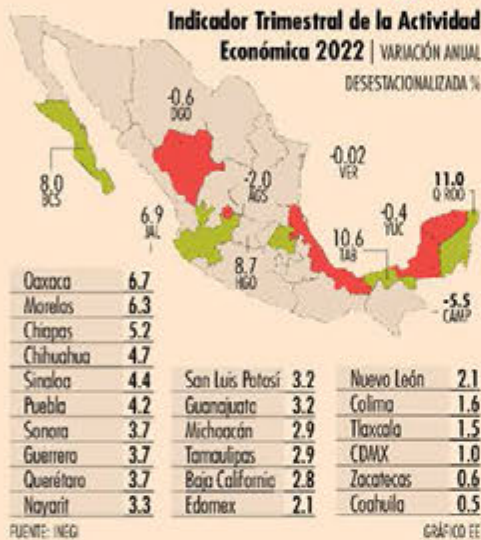 Indicador Trimestral de la Actividad
Económica 2022 | VARIACIÓN ANUAL
DESESTACIONALIZADA %
-0.6
DGO
-0.02
VER
8.0
BCS
-2.0
AGS
11.0
Q ROO
6.9
JAL
-0.4
YUC
10.6
TAB
8.7
HGO
-5.5
CAMP
Oaxaca 6.7
Morelos 6.3
Chiapas 5.2
Chihuahua 4.7
Sinaloa 4.4
Puebla 4.2
Sonora 3.7
Guerrero 3.7
Querétaro 3.7
Nayarit 3.3
San Luis Potosí 3.2
Guanajuato 3.2
Michoacán 2.9
Tamaulipas 2.9
Baja California 2.8
Edomex 2.1
Nuevo León 2.1
Colima 1.6
Tlaxcala 1.5
CDMX 1.0
Zacatecas 0.6
Coahuila 0.5
FUENTE: INEGI
GRÁFICO EE